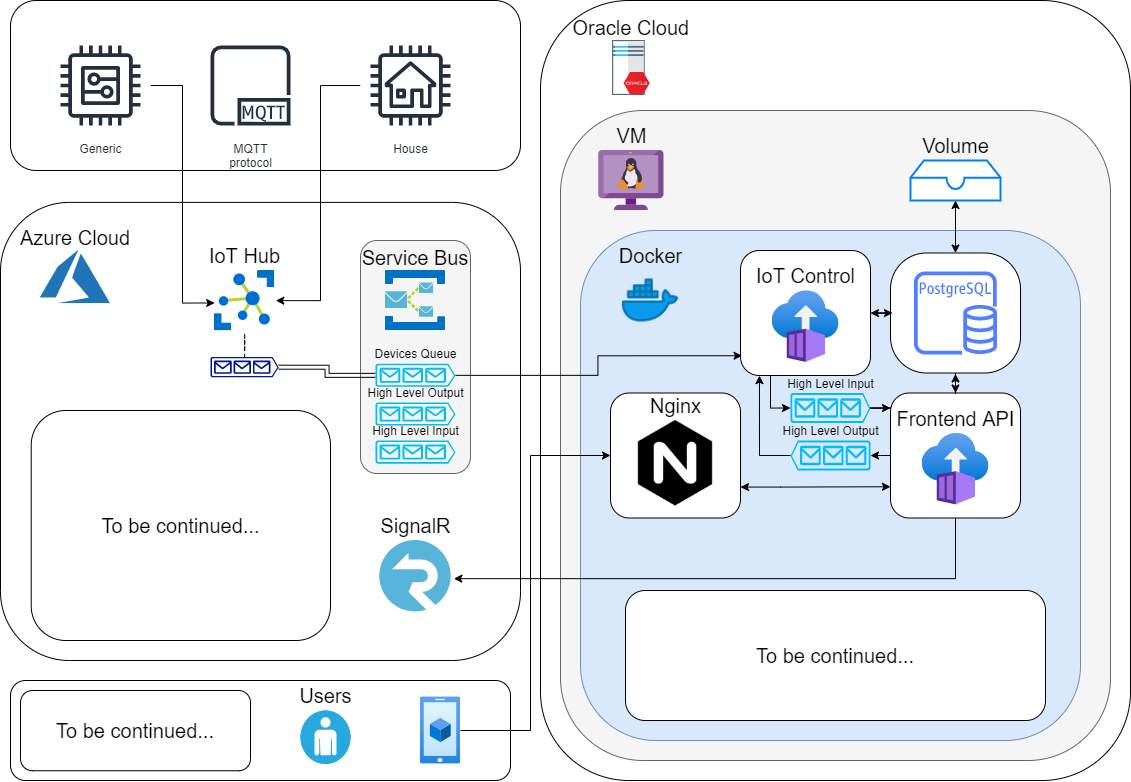 Oracle Cloud
ORACLE
MQTT
Generic
MQTT
protocol
House
VM
Volume
Azure Cloud
IoT Hub
Service Bus
Docker
IoT Control
PostgreSQL
Devices Queue
High Level Output
High Level Input
High Level Input
High Level Output
Nginx
Frontend API
To be continued...
SignalR
To be continued...
Users
To be continued...